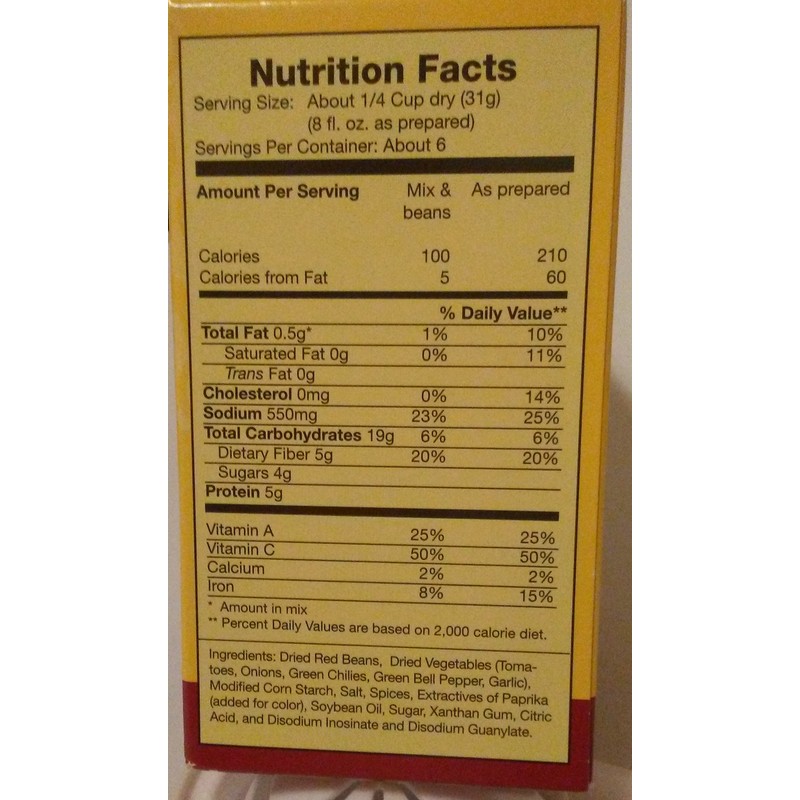 Nutrition Facts
Serving Size: About 1/4 Cup dry (31g)
(8 fl. oz. as prepared)
Servings Per Container: About 6
Amount Per Serving Mix & As prepared
beans
Calories 100 210
Calories from Fat 5 60
% Daily Value**
Total Fat 0.5g* 1% 10%
Saturated Fat 0g 0% 11%
Trans Fat 0g
Cholesterol 0mg 0% 14%
Sodium 550mg 23% 25%
Total Carbohydrates 19g 6% 6%
Dietary Fiber 5g 20% 20%
Sugars 4g
Protein 5g
Vitamin A 25% 25%
Vitamin C 50% 50%
Calcium 2% 2%
Iron 8% 15%
* Amount in mix
** Percent Daily Values are based on 2,000 calorie diet.
Ingredients: Dried Red Beans, Dried Vegetables (Toma-
toes, Onions, Green Chilies, Green Bell Pepper, Garlic),
Modified Corn Starch, Salt, Spices, Extractives of Paprika
(added for color), Soybean Oil, Sugar, Xanthan Gum, Citric
Acid, and Disodium Inosinate and Disodium Guanylate.